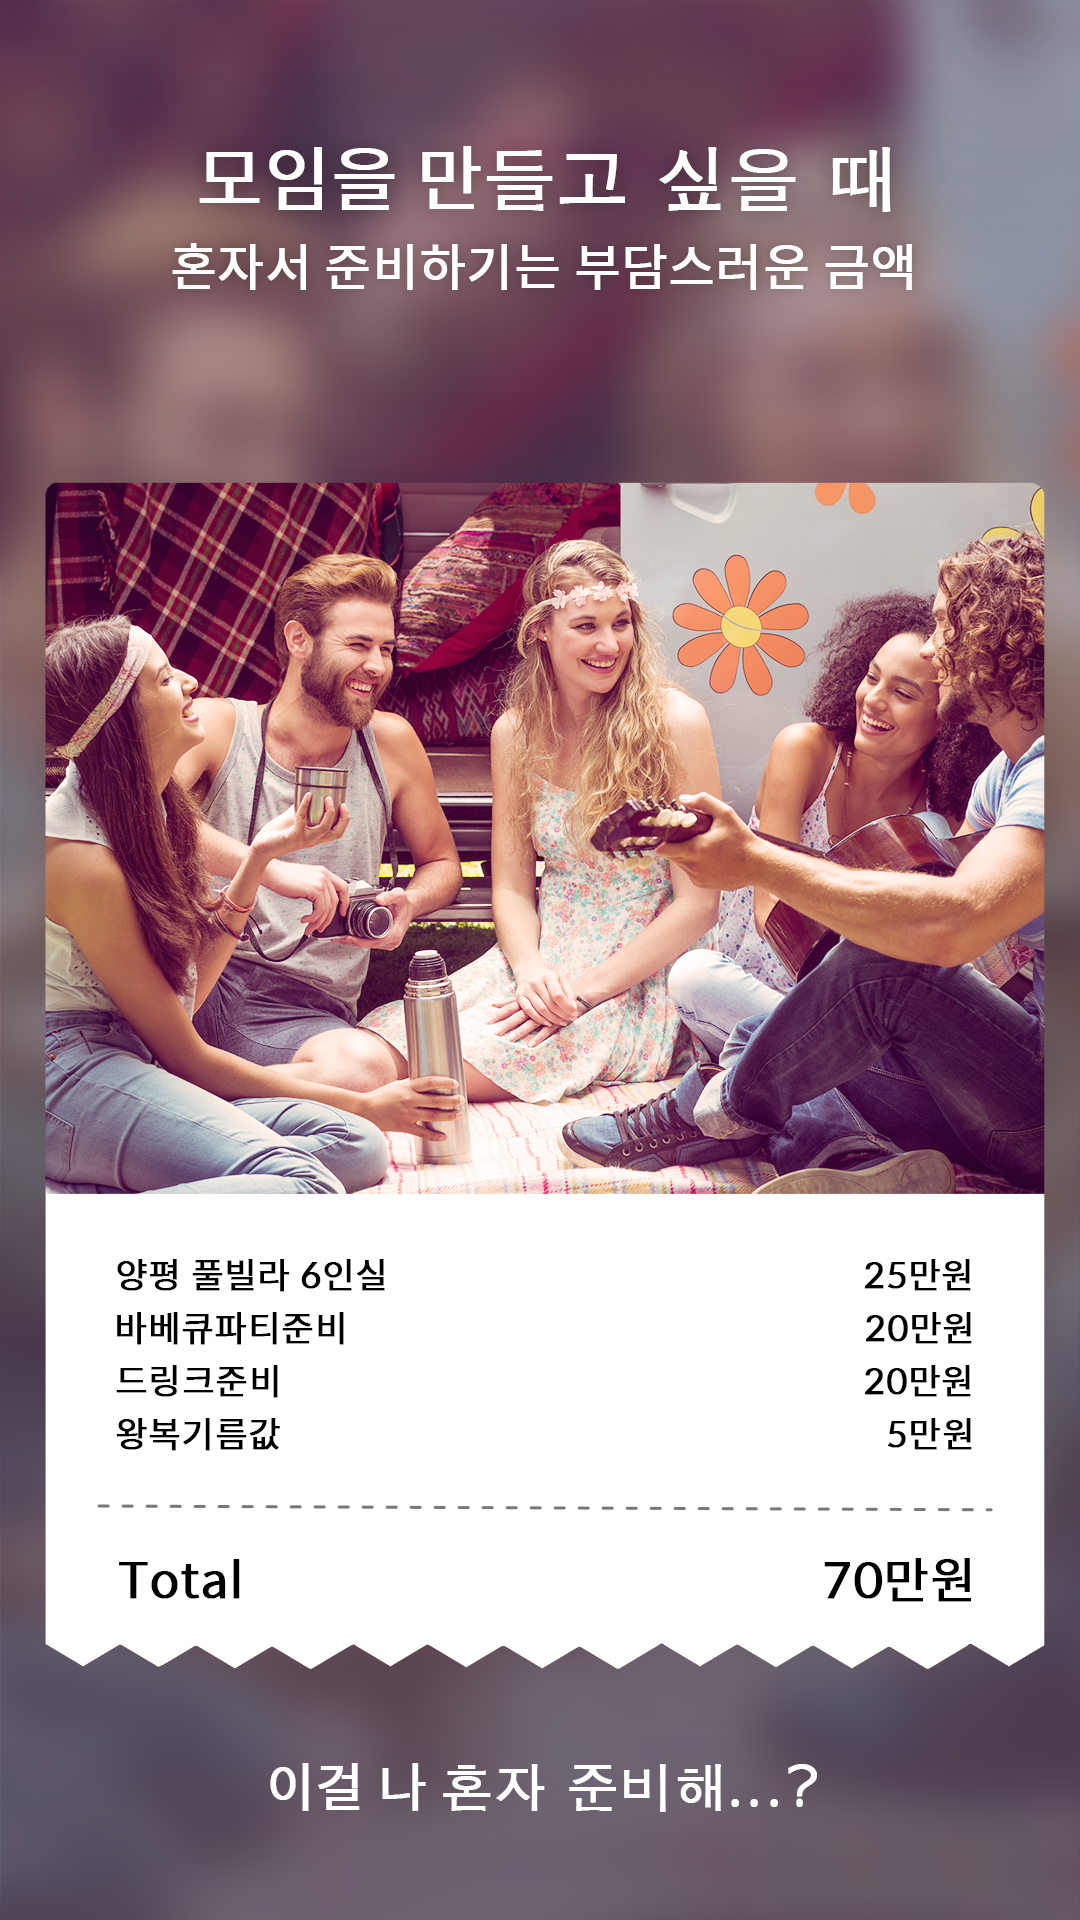 모임을 만들고 싶을 때
혼자서 준비하기는 부담스러운 금액
양평 풀빌라 6인실 25만원
바베큐파티준비 20만원
드링크준비 20만원
왕복기름값 5만원
Total 70만원
이걸 나 혼자 준비해...?